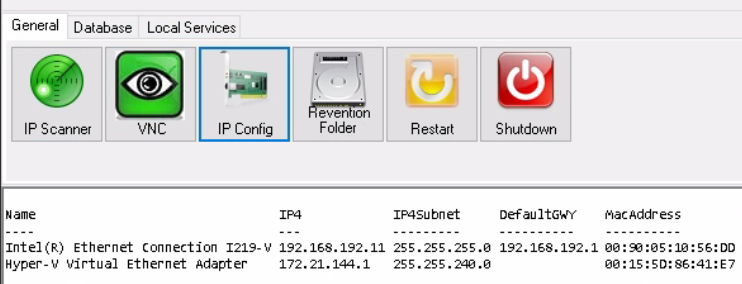 General Database Local Services
IP Scanner VNC IP Config Revention Folder Restart Shutdown
Name IP4 IP4Subnet DefaultGWY MacAddress
---- --- --------- ---------- ----------
Intel(R) Ethernet Connection I219-V 192.168.192.11 255.255.255.0 192.168.192.1 00:90:05:10:56:DD
Hyper-V Virtual Ethernet Adapter 172.21.144.1 255.255.240.0 00:15:5D:86:41:E7